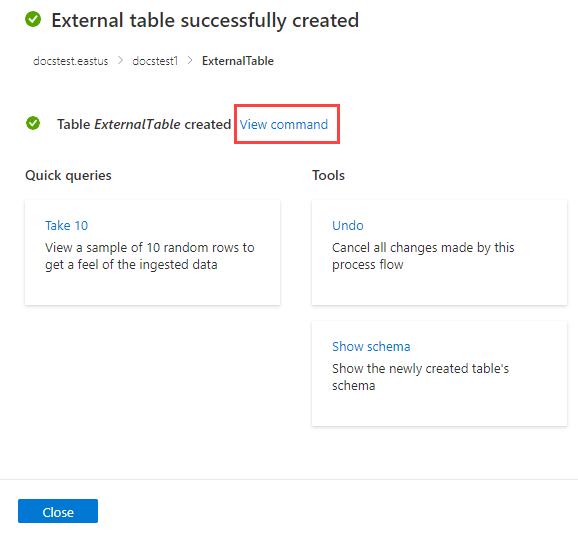 External table successfully created
docstest.eastus > docstest1 > ExternalTable
Table ExternalTable created View command
Quick queries
Take 10
View a sample of 10 random rows to
get a feel of the ingested data
Tools
Undo
Cancel all changes made by this
process flow
Show schema
Show the newly created table's
schema
Close